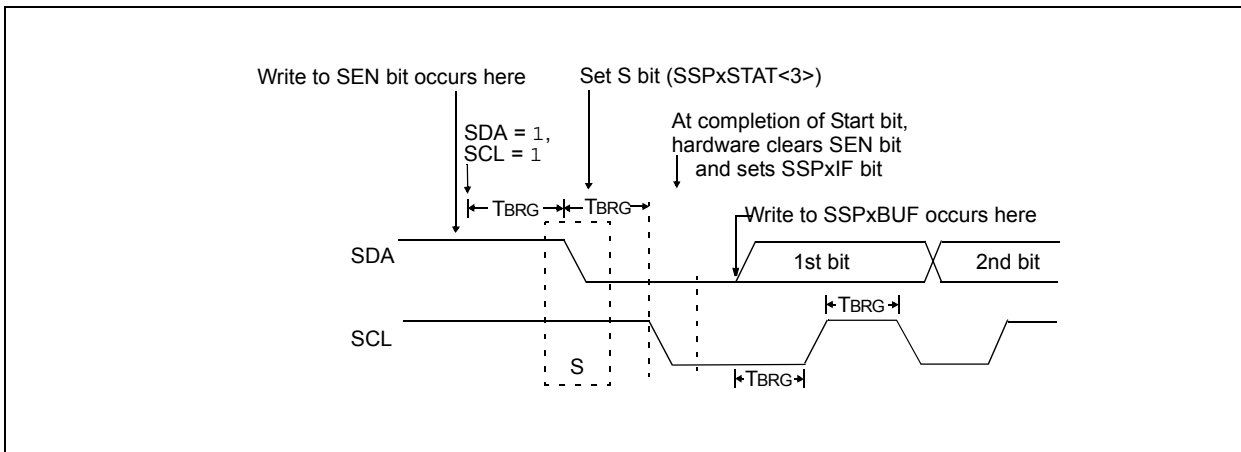 Write to SEN bit occurs here
Set S bit (SSPxSTAT<3>)
SDA = 1,
SCL = 1
At completion of Start bit,
hardware clears SEN bit
and sets SSPxIF bit
TBRG
TBRG
Write to SSPxBUF occurs here
SDA
1st bit
2nd bit
TBRG
SCL
S
TBRG